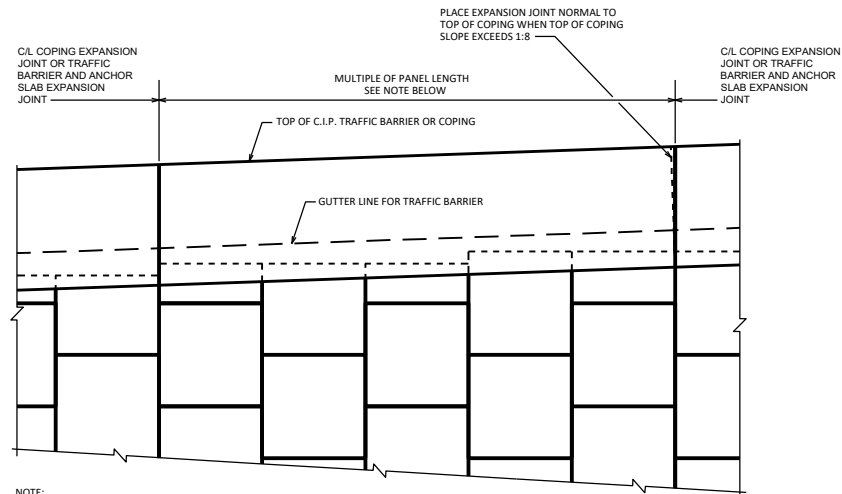 PLACE EXPANSION JOINT NORMAL TO
TOP OF COPING WHEN TOP OF COPING
SLOPE EXCEEDS 1:8
C/L COPING EXPANSION
JOINT OR TRAFFIC
BARRIER AND ANCHOR
SLAB EXPANSION
JOINT
MULTIPLE OF PANEL LENGTH
SEE NOTE BELOW
C/L COPING EXPANSION
JOINT OR TRAFFIC
BARRIER AND ANCHOR
SLAB EXPANSION
JOINT
TOP OF C.I.P. TRAFFIC BARRIER OR COPING
GUTTER LINE FOR TRAFFIC BARRIER
NOTE: